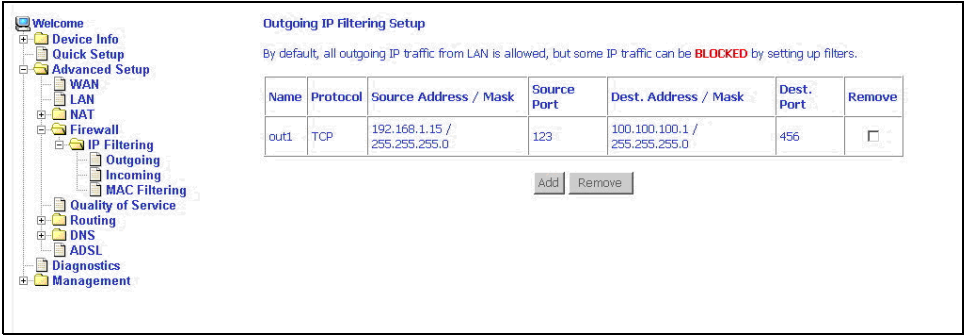 Welcome
Device Info
Quick Setup
Advanced Setup
WAN
LAN
NAT
Firewall
IP Filtering
Outgoing
Incoming
MAC Filtering
Quality of Service
Routing
DNS
ADSL
Diagnostics
Management
Outgoing IP Filtering Setup
By default, all outgoing IP traffic from LAN is allowed, but some IP traffic can be BLOCKED by setting up filters.
Name Protocol Source Address / Mask Source Port Dest. Address / Mask Dest. Port Remove
out1 TCP 192.168.1.15 / 255.255.255.0 123 100.100.100.1 / 255.255.255.0 456
Add Remove